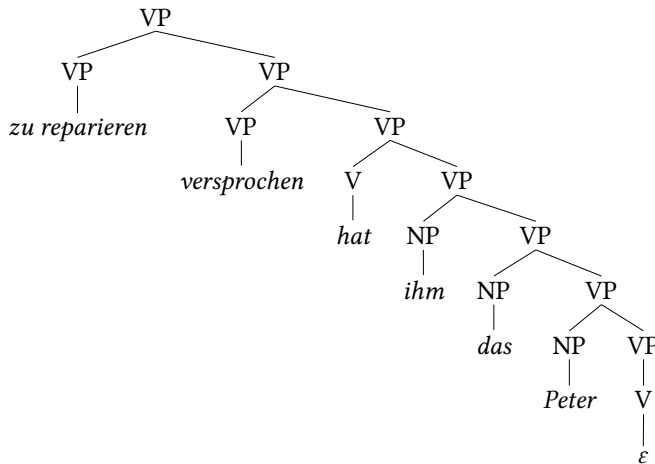 VP
VP VP
zu reparieren VP VP
versprochen V VP
hat NP VP
ihm NP VP
das NP VP
Peter V
ε